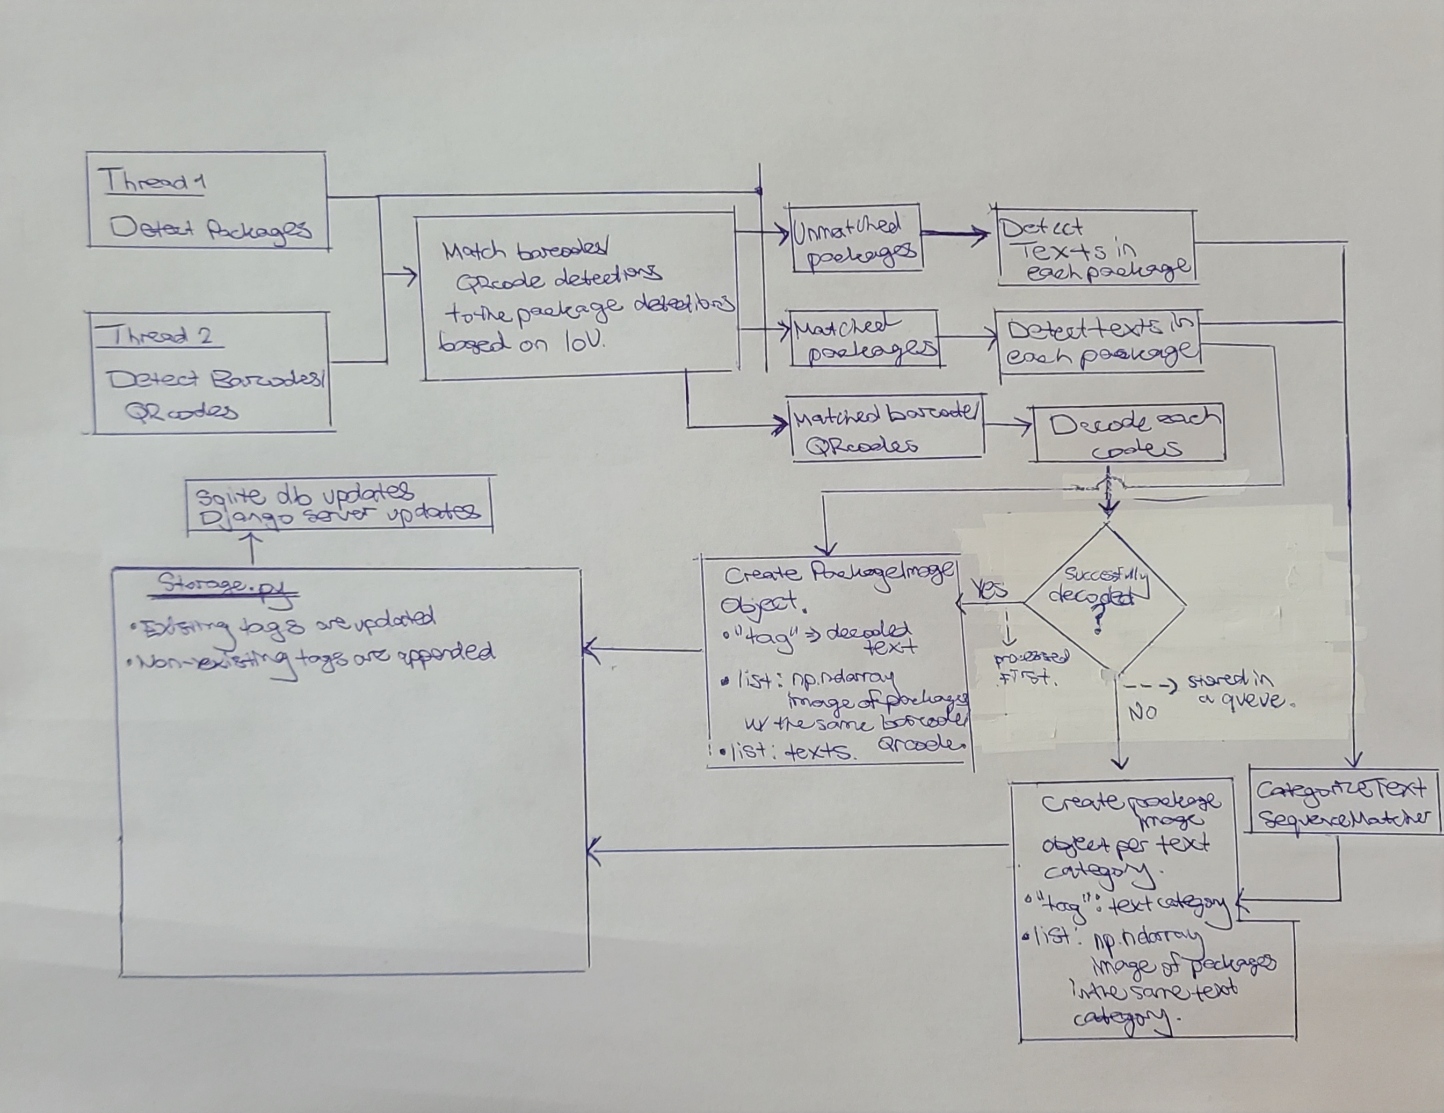 Thread 1
Detect Packages
Thread 2
Detect Barcodes/
QRcodes
Match barcodes/
QRcode detections
to the package detections
based on IoU.
Unmatched
packages
Detect
Texts in
each package
Matched
packages
Detect texts in
each package
Matched barcode/
QRcodes
Decode each
codes
Sqlite db updates
Django server updates
Storage.py
• Existing tags are updated
• Non-existing tags are appended
Create PackageImage
Object.
• "tag" => decoded
text
• list: np.ndarray
image of packages
w/ the same barcode/
Qrcode.
• list: texts.
Yes
processed
FIrst.
Succesfully
decoded
?
NO
stored in
a queue.
Create package
Image
object per text
category.
• "tag": text category
• list: np.ndarray
image of packages
in the same text
category.
CategorizeText
SequenceMatcher